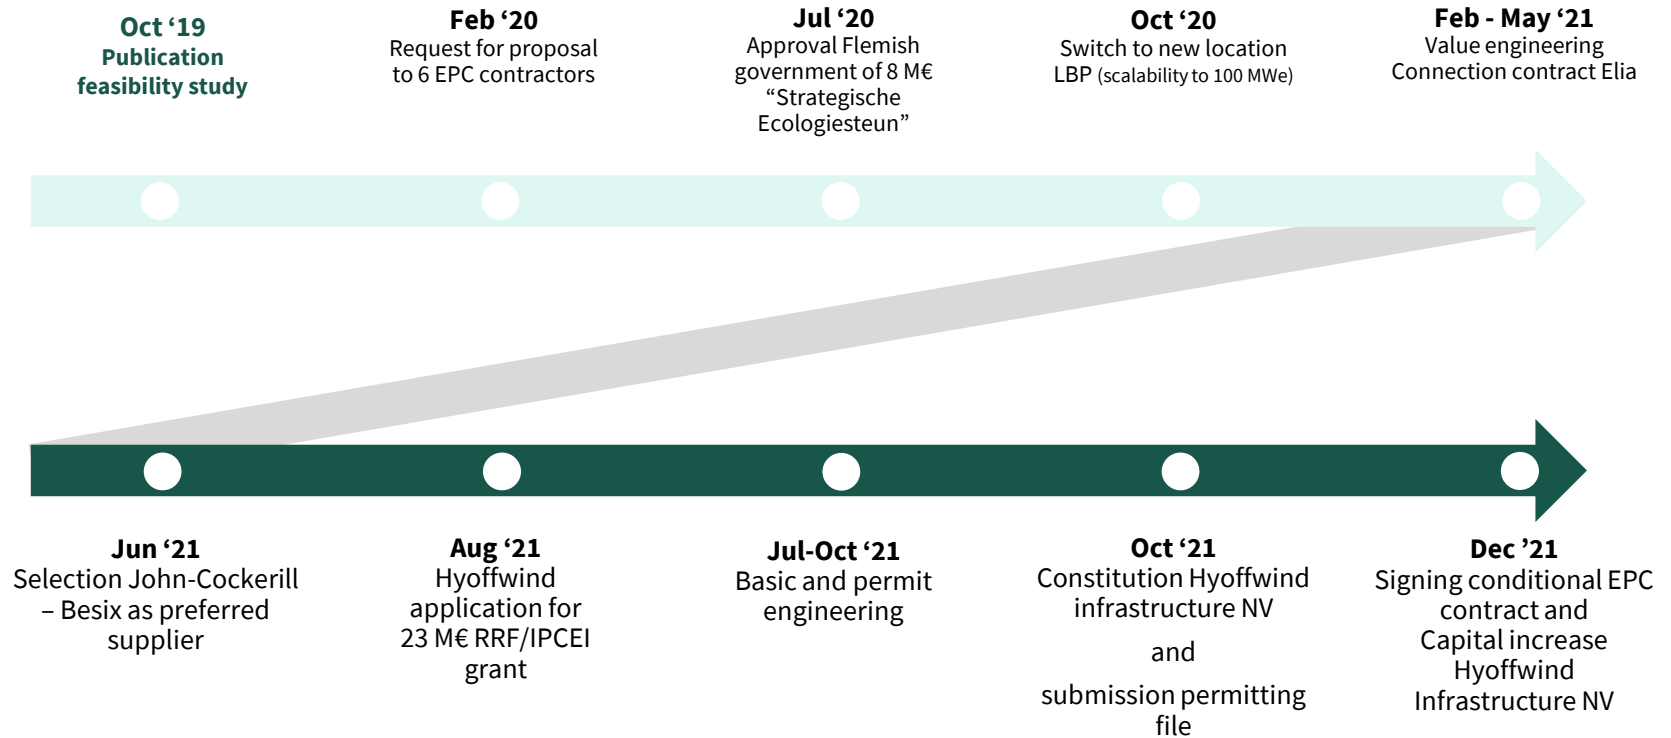 Oct ‘19
Publication
feasibility study
Feb ‘20
Request for proposal
to 6 EPC contractors
Jul ‘20
Approval Flemish
government of 8 M€
“Strategische
Ecologiesteun”
Oct ‘20
Switch to new location
LBP (scalability to 100 MWe)
Feb - May ‘21
Value engineering
Connection contract Elia
Jun ‘21
Selection John-Cockerill
– Besix as preferred
supplier
Aug ‘21
Hyoffwind
application for
23 M€ RRF/IPCEI
grant
Jul-Oct ‘21
Basic and permit
engineering
Oct ‘21
Constitution Hyoffwind
infrastructure NV
and
submission permitting
file
Dec ’21
Signing conditional EPC
contract and
Capital increase
Hyoffwind
Infrastructure NV